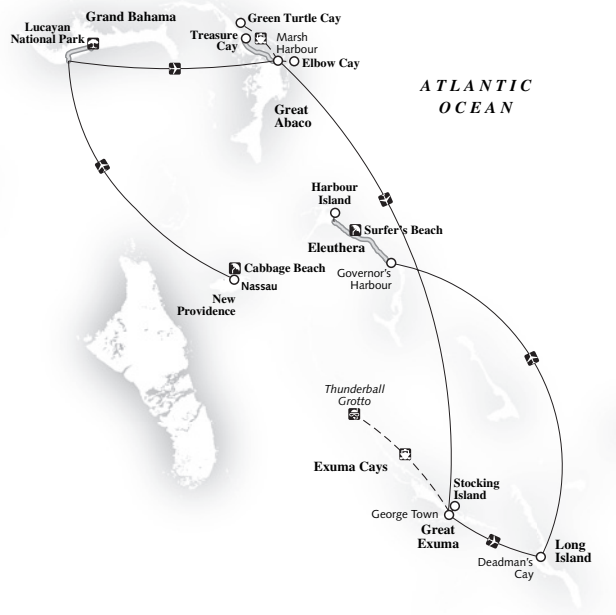 Green Turtle Cay
Grand Bahama
Lucayan
National Park
Treasure
Cay
Marsh
Harbour
Elbow Cay
Great
Abaco
ATLANTIC
OCEAN
Harbour
Island
Surfer's Beach
Eleuthera
Governor's
Harbour
Cabbage Beach
Nassau
New
Providence
Thunderball
Grotto
Exuma Cays
Stocking
Island
George Town
Great
Exuma
Long
Island
Deadman's
Cay